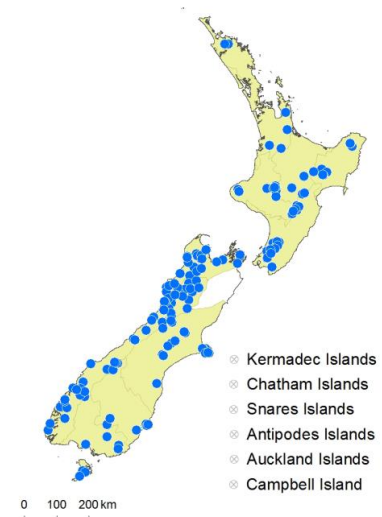 Kermadec Islands
Chatham Islands
Snares Islands
Antipodes Islands
Auckland Islands
Campbell Island
0 100 200 km